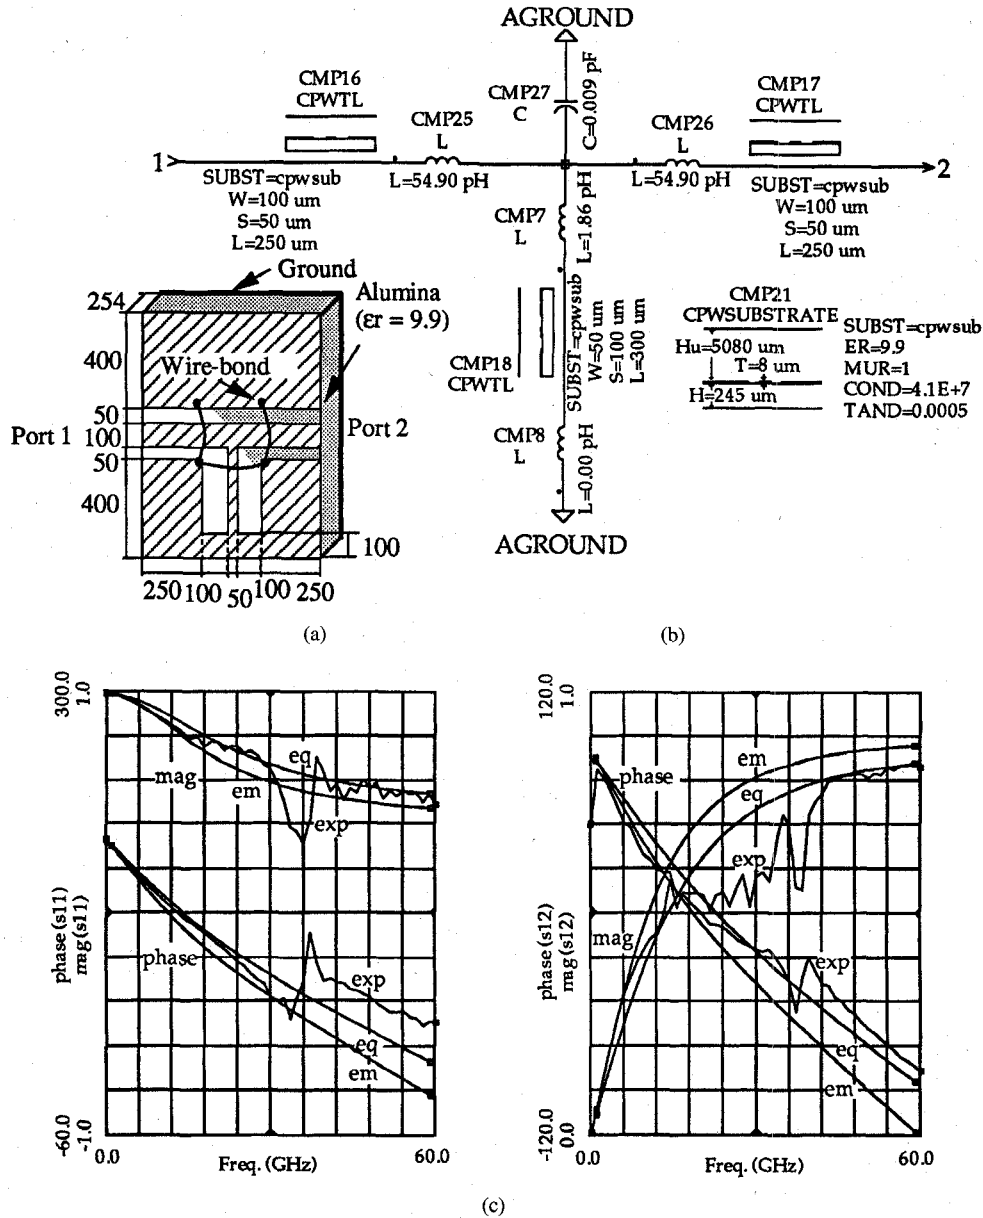 AGROUND
CMP16
CPWTL
CMP27
C
C=0.009 pF
CMP17
CPWTL
CMP25
L
CMP26
L
1
2
L=54.90 pH
L=54.90 pH
SUBST=cpwsub
W=100 um
S=50 um
L=250 um
SUBST=cpwsub
W=100 um
S=50 um
L=250 um
CMP7
L
L=1.86 pH
Ground
254
Alumina
(εr = 9.9)
400
Wire-bond
50
Port 1
100
Port 2
50
400
100
250
100
50
100
250
CMP18
CPWTL
SUBST=cpwsub
W=50 um
S=100 um
L=300 um
CMP21
CPWSUBSTRATE
Hu=5080 um
T=8 um
H=245 um
SUBST=cpwsub
ER=9.9
MUR=1
COND=4.1E+7
TAND=0.0005
CMP8
L
L=0.00 pH
AGROUND
(a)
(b)
300.0
1.0
eq
mag
em
exp
phase
exp
eq
em
phase(s11)
mag(s11)
-60.0
-1.0
0.0
Freq. (GHz)
60.0
120.0
1.0
em
phase
eq
exp
mag
exp
eq
em
phase(s12)
mag(s12)
-120.0
0.0
0.0
Freq. (GHz)
60.0
(c)